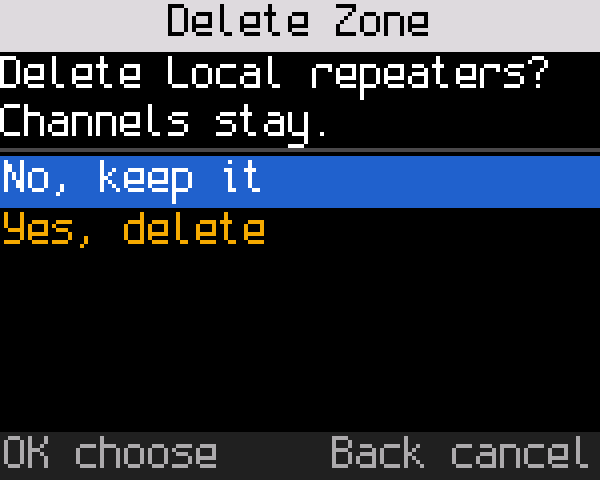 Delete Zone
Delete Local repeaters?
Channels stay.
No, keep it
Yes, delete
OK choose
Back cancel